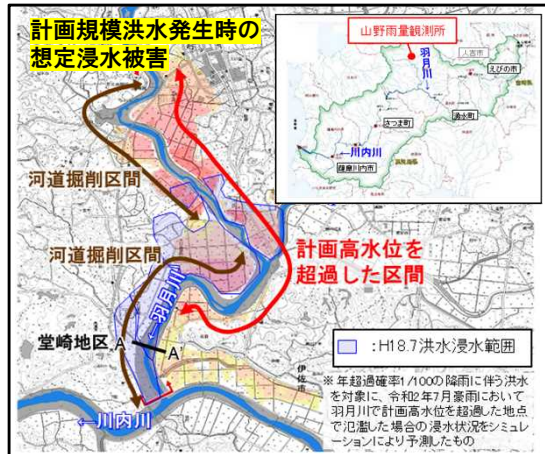 計画規模洪水発生時の
想定浸水被害
山野雨量観測所
羽月川
人吉市
えびの市
さつま町
湧水町
川内川
薩摩川内市
河道掘削区間
河道掘削区間
計画高水位を
超過した区間
←羽月川
堂崎地区
A
A'
伊佐市
←川内川
:H18.7洪水浸水範囲
※ 年超過確率1/100の降雨に伴う洪水
を対象に、令和2年7月豪雨において
羽月川で計画高水位を超過した地点
で氾濫した場合の浸水状況をシミュ
レーションにより予測したもの